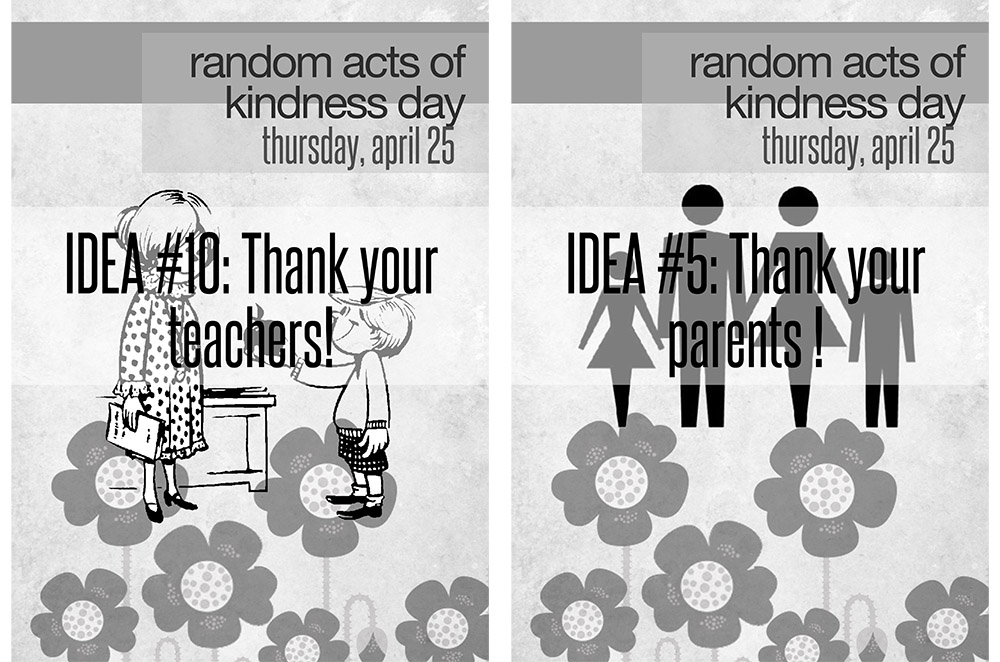 random acts of
kindness day
thursday, april 25
IDEA #10: Thank your
teachers!
random acts of
kindness day
thursday, april 25
IDEA #5: Thank your
parents !